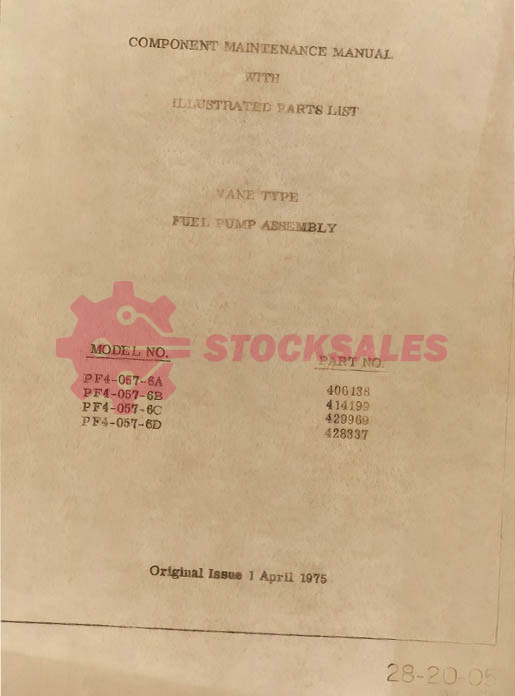 COMPONENT MAINTENANCE MANUAL
WITH
ILLUSTRATED PARTS LIST
VANE TYPE
FUEL PUMP ASSEMBLY
STOCKSALES
MODEL NO. PART NO.
PF4-057-6A 406138
PF4-057-6B 414199
PF4-057-6C 429969
PF4-057-6D 428337
Original Issue 1 April 1975
28-20-05